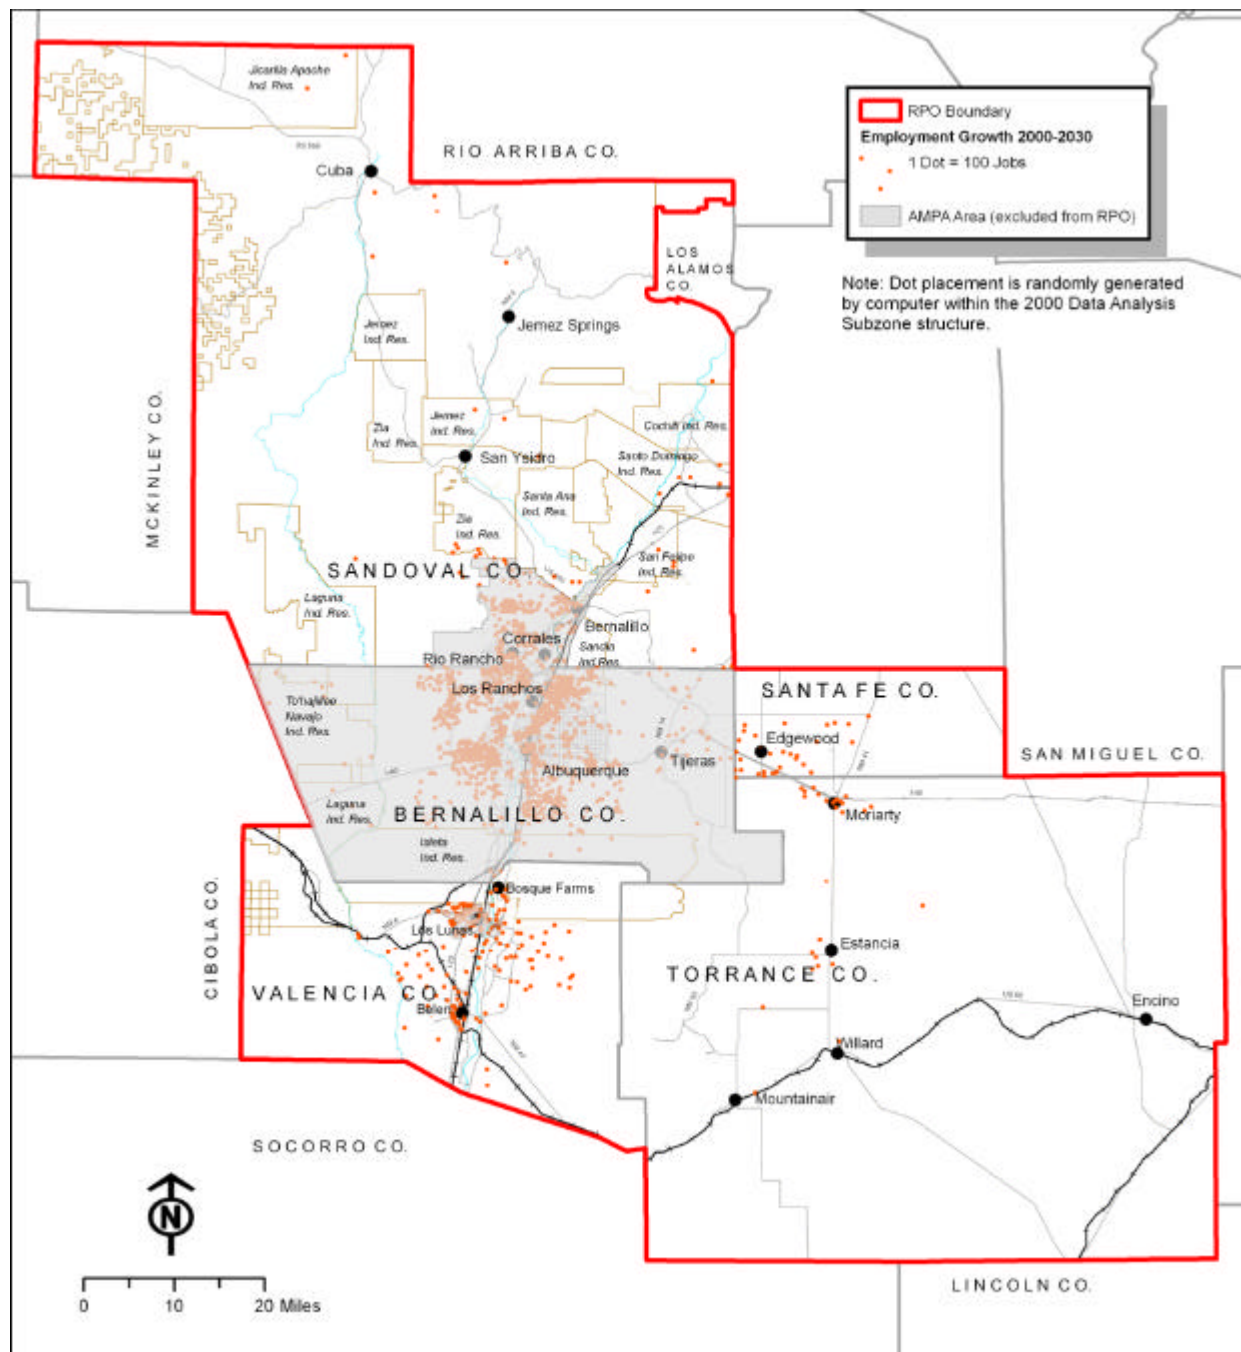 Jicarilla Apache
Ind. Res.
RPO Boundary
Employment Growth 2000-2030
1 Dot = 100 Jobs
AMPA Area (excluded from RPO)
RIO ARRIBA CO.
Cuba
LOS
ALAMOS
CO.
Note: Dot placement is randomly generated
by computer within the 2000 Data Analysis
Subzone structure.
Jemez
Ind. Res.
Jemez Springs
MCKINLEY CO.
Zia
Ind. Res.
Jemez
Ind. Res.
Cochiti Ind. Res.
San Ysidro
Santo Domingo
Ind. Res.
Santa Ana
Ind. Res.
Zia
Ind. Res.
San Felipe
Ind. Res.
SANDOVAL CO
Laguna
Ind. Res.
Bernalillo
Corrales
Sandia
Ind Res.
Rio Rancho
Los Ranchos
SANTA FE CO.
To'hajiilee
Navajo
Ind. Res.
Edgewood
Tijeras
SAN MIGUEL CO.
Albuquerque
I-40
Laguna
Ind. Res.
BERNALILLO CO.
Moriarty
Isleta
Ind. Res.
Bosque Farms
CIBOLA CO.
Los Lunas
Estancia
VALENCIA CO
TORRANCE CO.
Belen
Encino
US 60
Willard
Mountainair
SOCORRO CO.
N
LINCOLN CO.
0 10 20 Miles